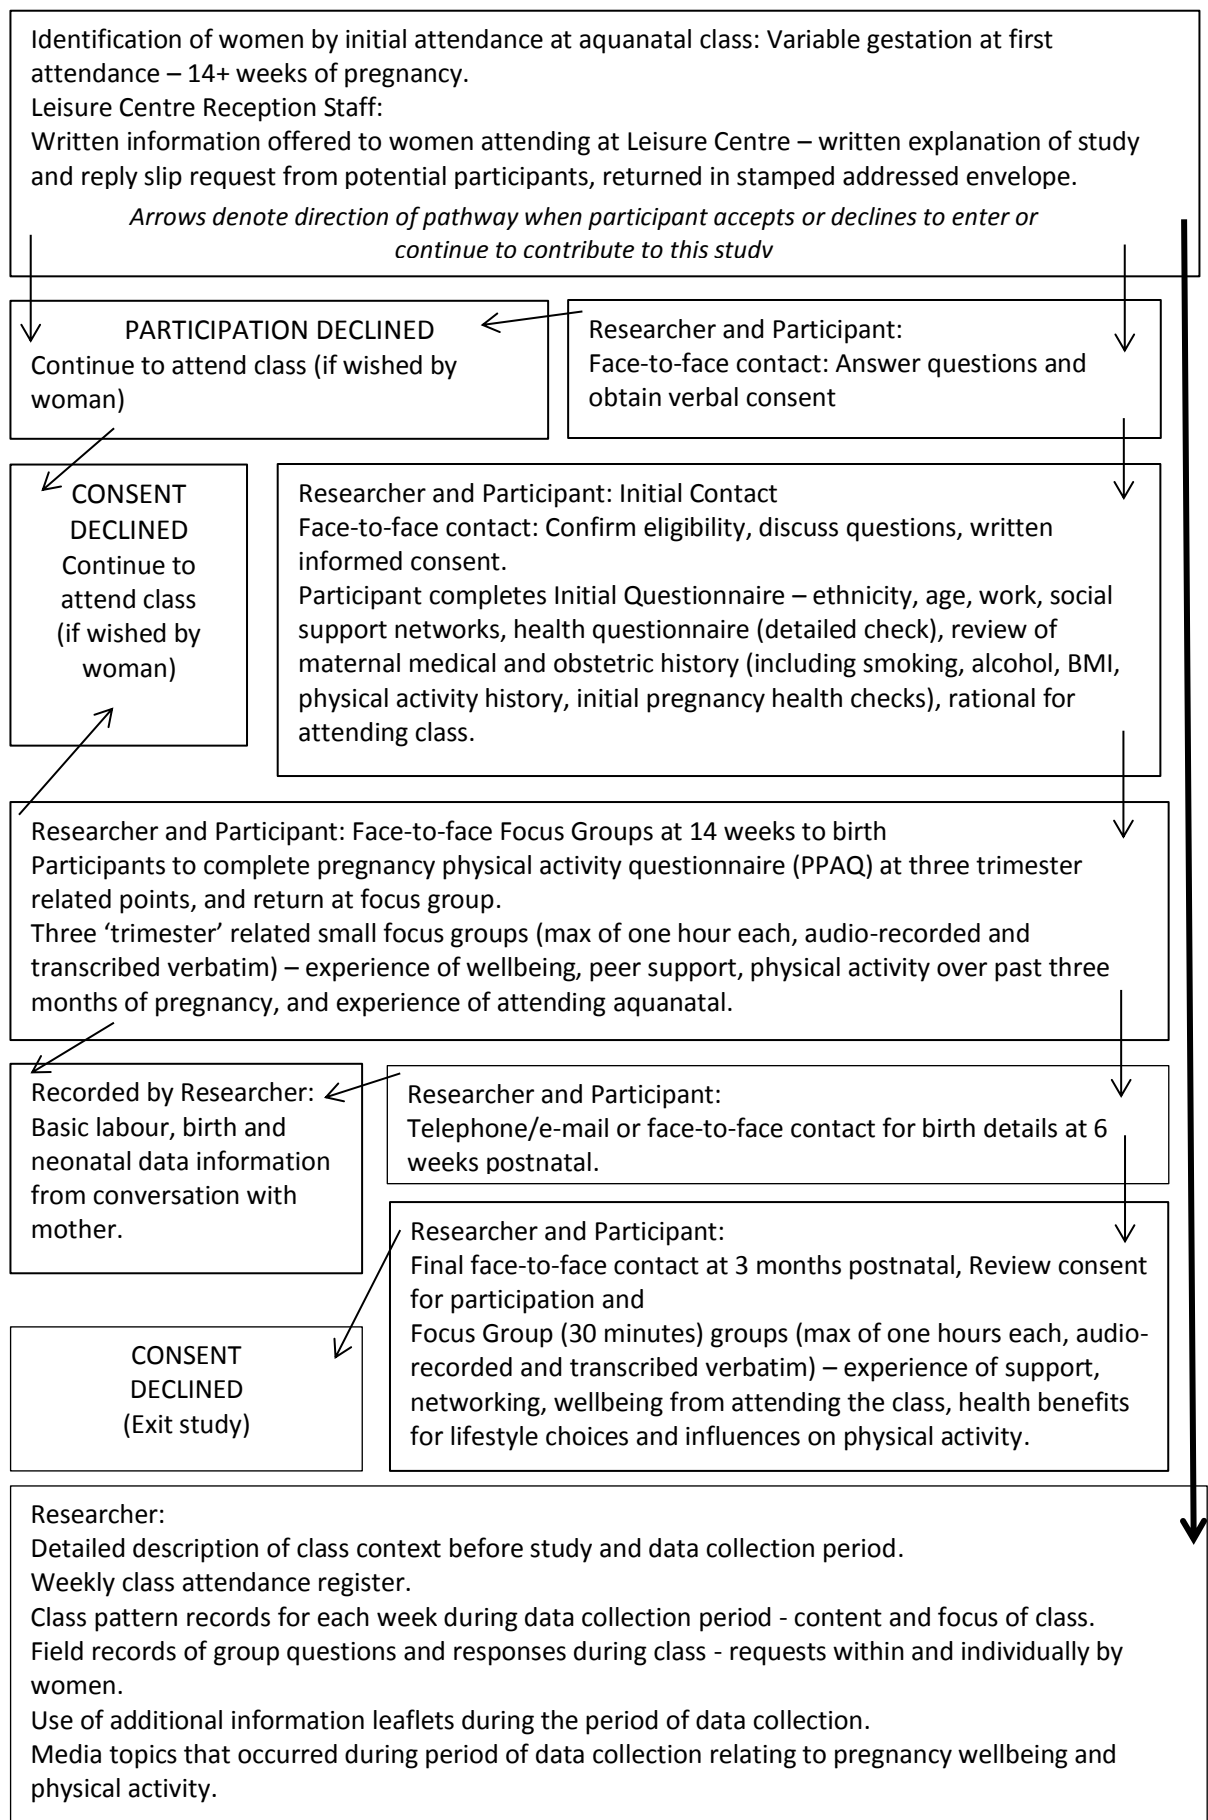 Identification of women by initial attendance at aquanatal class: Variable gestation at first
attendance – 14+ weeks of pregnancy.
Leisure Centre Reception Staff:
Written information offered to women attending at Leisure Centre – written explanation of study
and reply slip request from potential participants, returned in stamped addressed envelope.
Arrows denote direction of pathway when participant accepts or declines to enter or
continue to contribute to this study
PARTICIPATION DECLINED
Continue to attend class (if wished by
woman)
Researcher and Participant:
Face-to-face contact: Answer questions and
obtain verbal consent
CONSENT
DECLINED
Continue to
attend class
(if wished by
woman)
Researcher and Participant: Initial Contact
Face-to-face contact: Confirm eligibility, discuss questions, written
informed consent.
Participant completes Initial Questionnaire – ethnicity, age, work, social
support networks, health questionnaire (detailed check), review of
maternal medical and obstetric history (including smoking, alcohol, BMI,
physical activity history, initial pregnancy health checks), rational for
attending class.
Researcher and Participant: Face-to-face Focus Groups at 14 weeks to birth
Participants to complete pregnancy physical activity questionnaire (PPAQ) at three trimester
related points, and return at focus group.
Three ‘trimester’ related small focus groups (max of one hour each, audio-recorded and
transcribed verbatim) – experience of wellbeing, peer support, physical activity over past three
months of pregnancy, and experience of attending aquanatal.
Recorded by Researcher:
Basic labour, birth and
neonatal data information
from conversation with
mother.
Researcher and Participant:
Telephone/e-mail or face-to-face contact for birth details at 6
weeks postnatal.
Researcher and Participant:
Final face-to-face contact at 3 months postnatal, Review consent
for participation and
Focus Group (30 minutes) groups (max of one hours each, audio-
recorded and transcribed verbatim) – experience of support,
networking, wellbeing from attending the class, health benefits
for lifestyle choices and influences on physical activity.
CONSENT
DECLINED
(Exit study)
Researcher:
Detailed description of class context before study and data collection period.
Weekly class attendance register.
Class pattern records for each week during data collection period - content and focus of class.
Field records of group questions and responses during class - requests within and individually by
women.
Use of additional information leaflets during the period of data collection.
Media topics that occurred during period of data collection relating to pregnancy wellbeing and
physical activity.